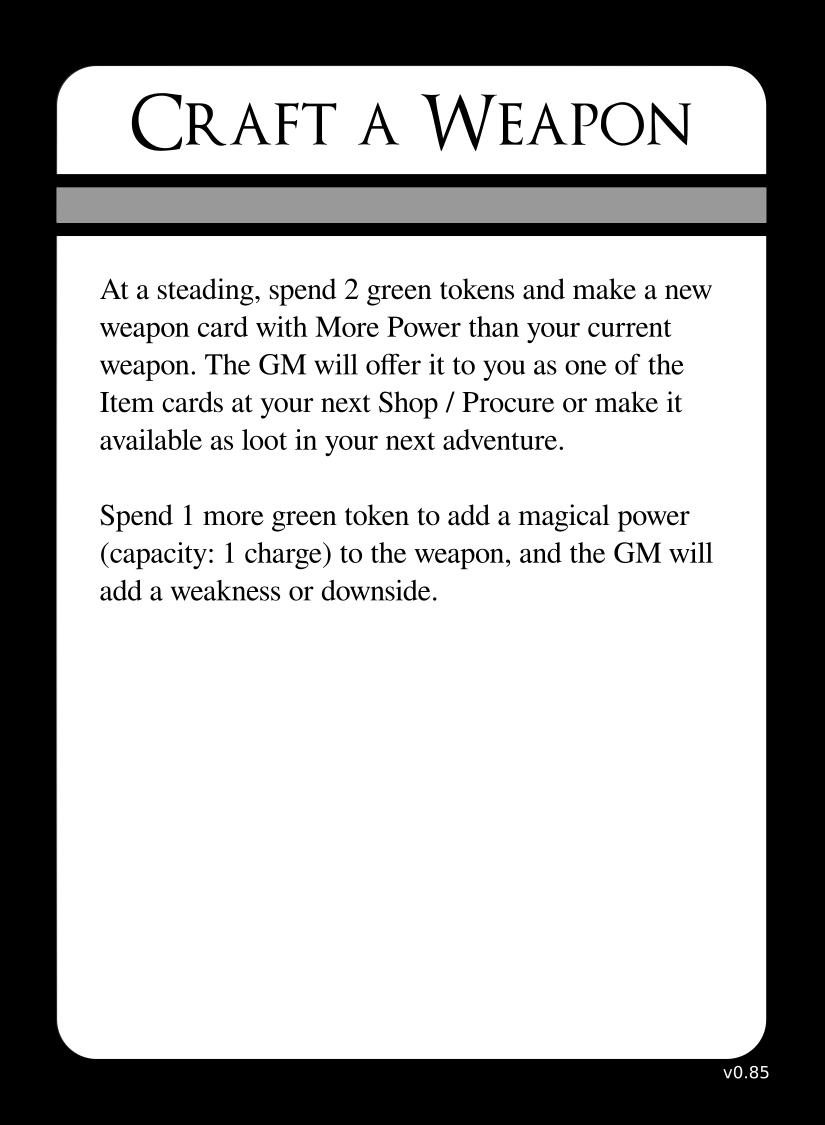 Craft a Weapon
At a steading, spend 2 green tokens and make a new
weapon card with More Power than your current
weapon. The GM will offer it to you as one of the
Item cards at your next Shop / Procure or make it
available as loot in your next adventure.
Spend 1 more green token to add a magical power
(capacity: 1 charge) to the weapon, and the GM will
add a weakness or downside.
v0.85